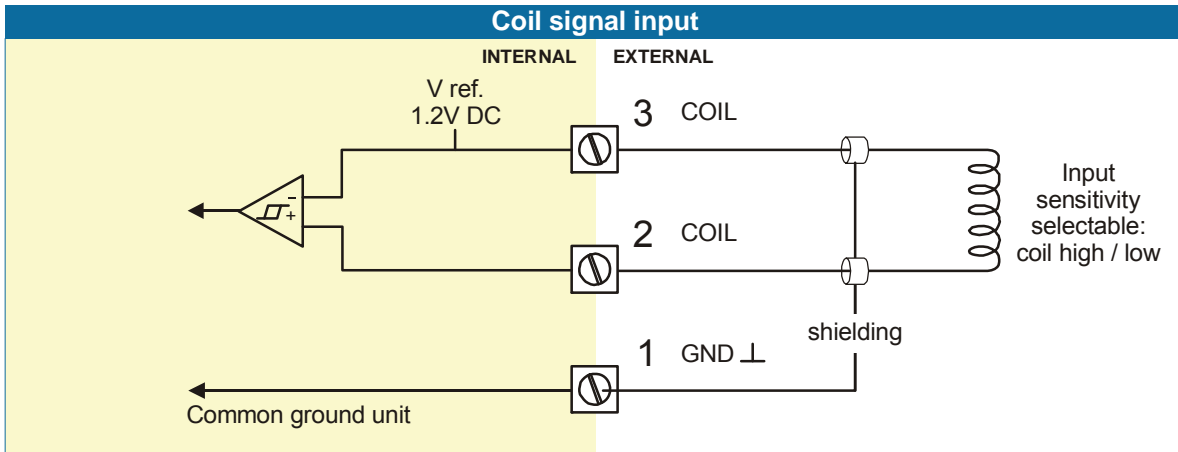 Coil signal input
INTERNAL
EXTERNAL
V ref.
1.2V DC
3 COIL
-
+
2 COIL
Input
sensitivity
selectable:
coil high / low
shielding
1 GND ⊥
Common ground unit